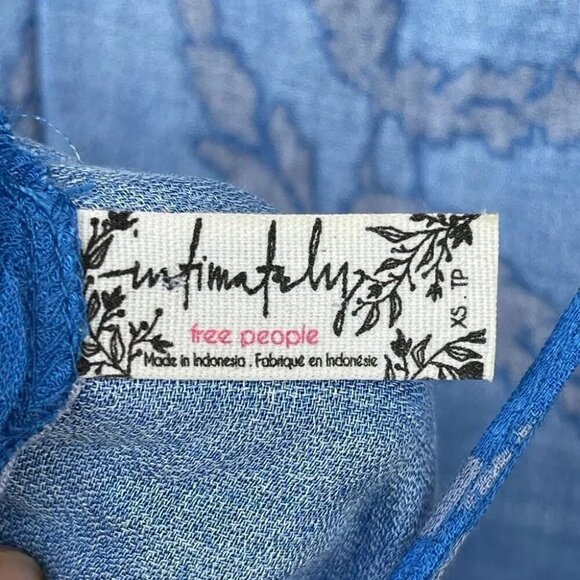 intimately
free people
Made in Indonesia . Fabriqué en Indonésie
XS . TP